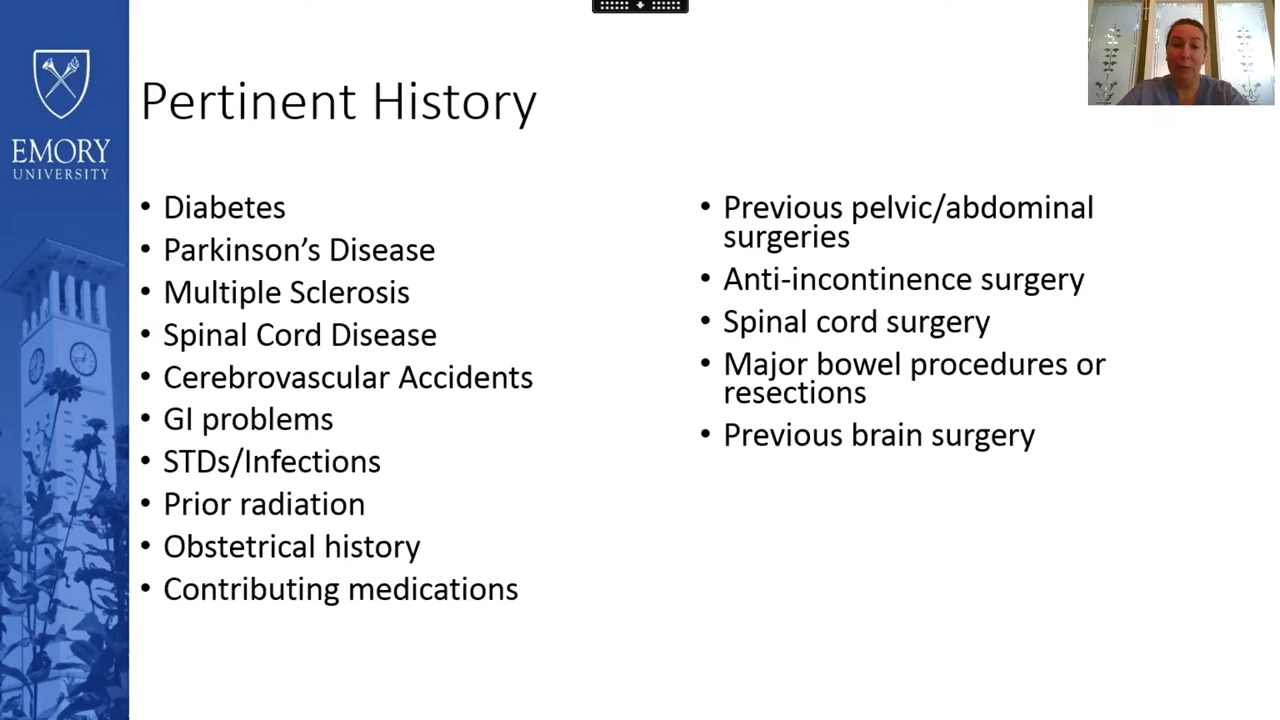 EMORY
UNIVERSITY
Pertinent History
• Diabetes
• Parkinson’s Disease
• Multiple Sclerosis
• Spinal Cord Disease
• Cerebrovascular Accidents
• GI problems
• STDs/Infections
• Prior radiation
• Obstetrical history
• Contributing medications
• Previous pelvic/abdominal
surgeries
• Anti-incontinence surgery
• Spinal cord surgery
• Major bowel procedures or
resections
• Previous brain surgery